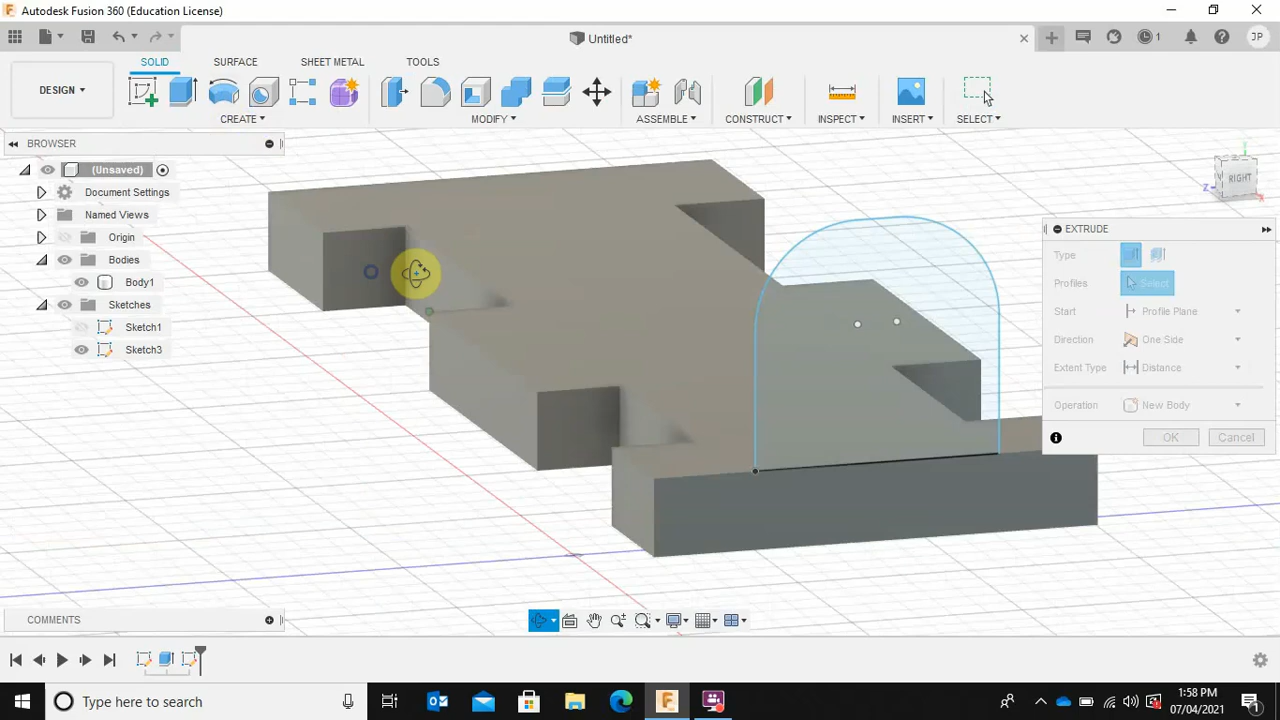 Autodesk Fusion 360 (Education License)
Untitled*
1
JP
SOLID
SURFACE
SHEET METAL
TOOLS
DESIGN
CREATE
MODIFY
ASSEMBLE
CONSTRUCT
INSPECT
INSERT
SELECT
BROWSER
(Unsaved)
Document Settings
Named Views
Origin
Bodies
Body1
Sketches
Sketch1
Sketch3
Y
Z
X
RIGHT
EXTRUDE
Type
Profiles
Select
Start
Profile Plane
Direction
One Side
Extent Type
Distance
Operation
New Body
OK
Cancel
COMMENTS
Type here to search
1:58 PM
07/04/2021
1